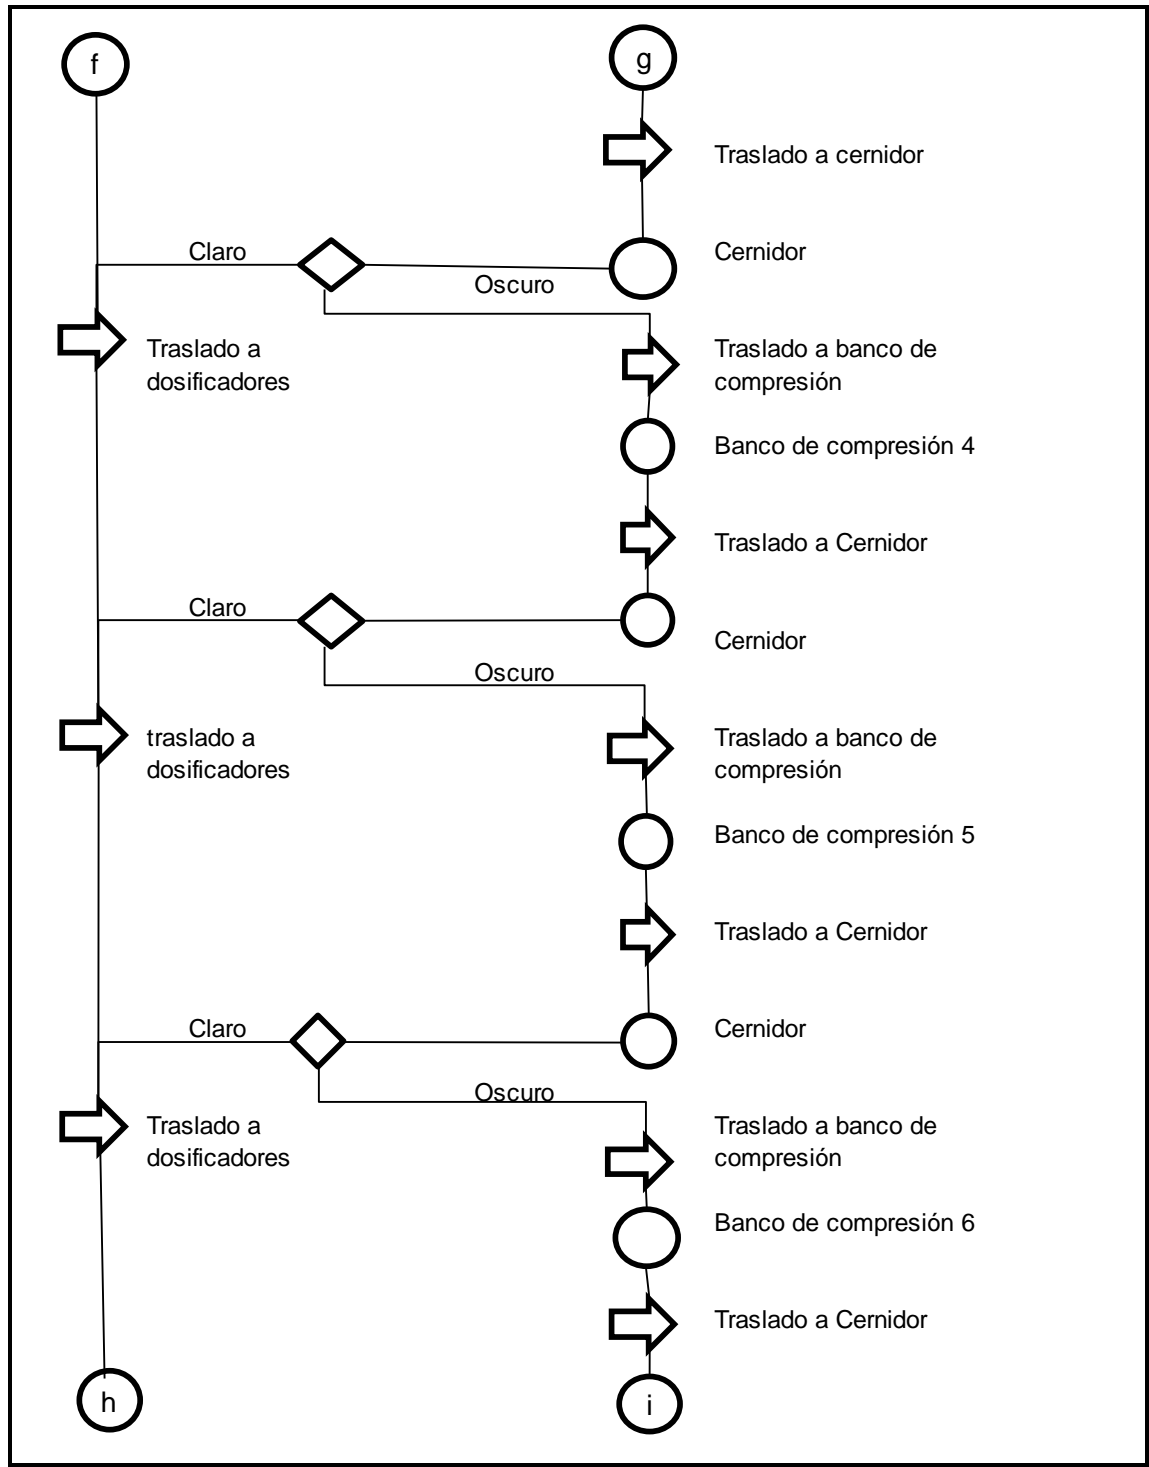 f
g
Traslado a cernidor
Claro
Cernidor
Oscuro
Traslado a
dosificadores
Traslado a banco de
compresión
Banco de compresión 4
Traslado a Cernidor
Claro
Cernidor
Oscuro
traslado a
dosificadores
Traslado a banco de
compresión
Banco de compresión 5
Traslado a Cernidor
Claro
Cernidor
Oscuro
Traslado a
dosificadores
Traslado a banco de
compresión
Banco de compresión 6
Traslado a Cernidor
h
i